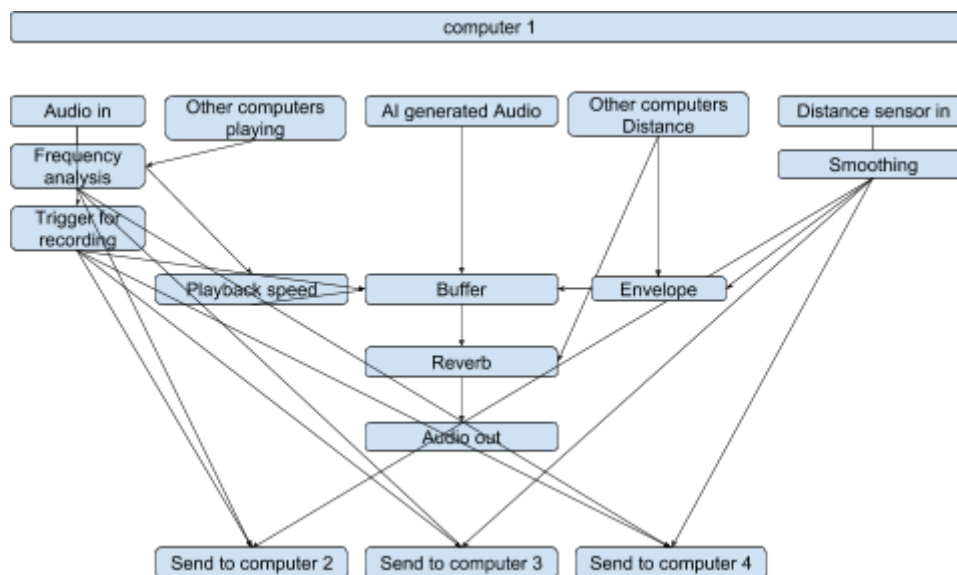 computer 1
Audio in
Other computers
playing
AI generated Audio
Other computers
Distance
Distance sensor in
Frequency
analysis
Smoothing
Trigger for
recording
Playback speed
Buffer
Envelope
Reverb
Audio out
Send to computer 2
Send to computer 3
Send to computer 4